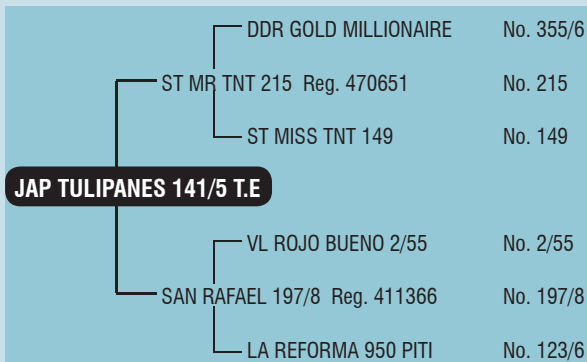 DDR GOLD MILLIONAIRE No. 355/6
ST MR TNT 215 Reg. 470651 No. 215
ST MISS TNT 149 No. 149
JAP TULIPANES 141/5 T.E
VL ROJO BUENO 2/55 No. 2/55
SAN RAFAEL 197/8 Reg. 411366 No. 197/8
LA REFORMA 950 PITI No. 123/6